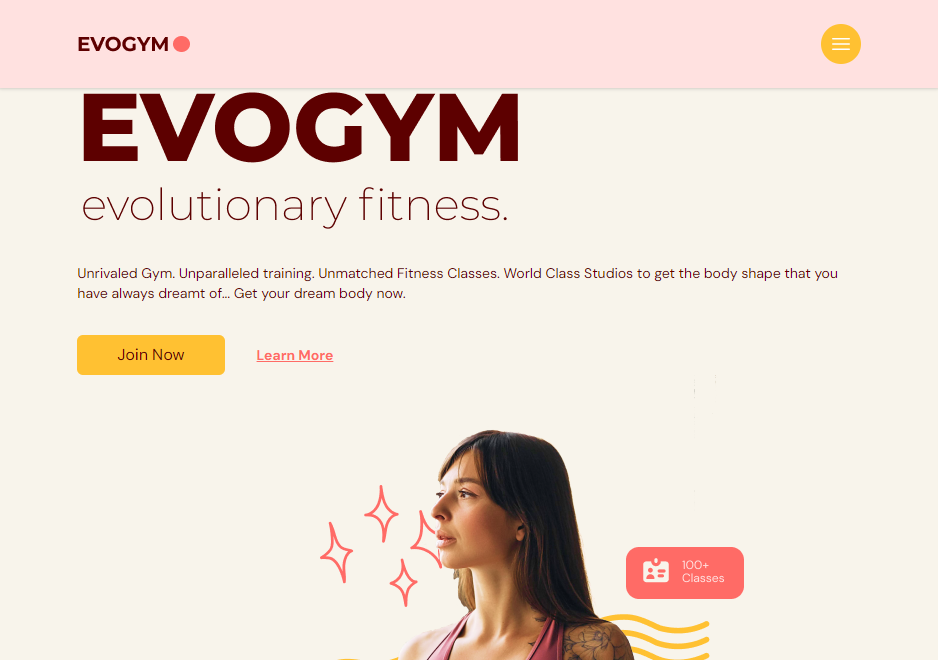 EVOGYM
EVOGYM
evolutionary fitness.
Unrivaled Gym. Unparalleled training. Unmatched Fitness Classes. World Class Studios to get the body shape that you
have always dreamt of... Get your dream body now.
Join Now
Learn More
100+
Classes